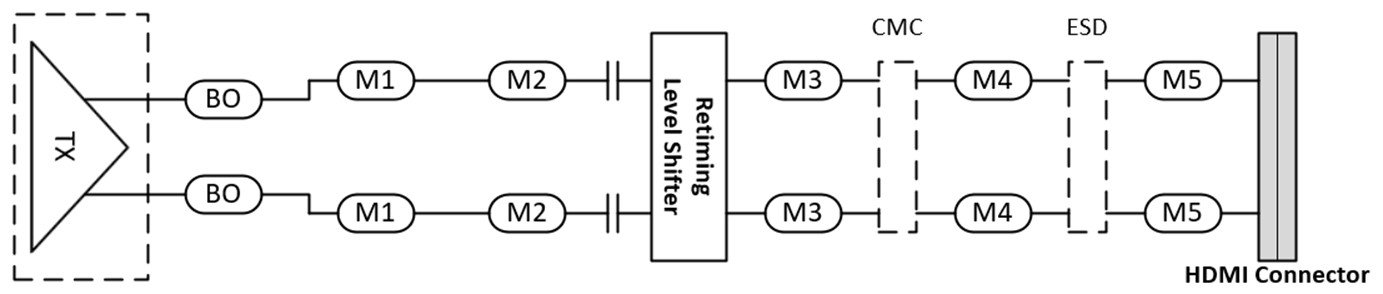 CMC
ESD
M1
M2
M3
M4
M5
BO
TX
Retiming
Level Shifter
BO
M1
M2
M3
M4
M5
HDMI Connector